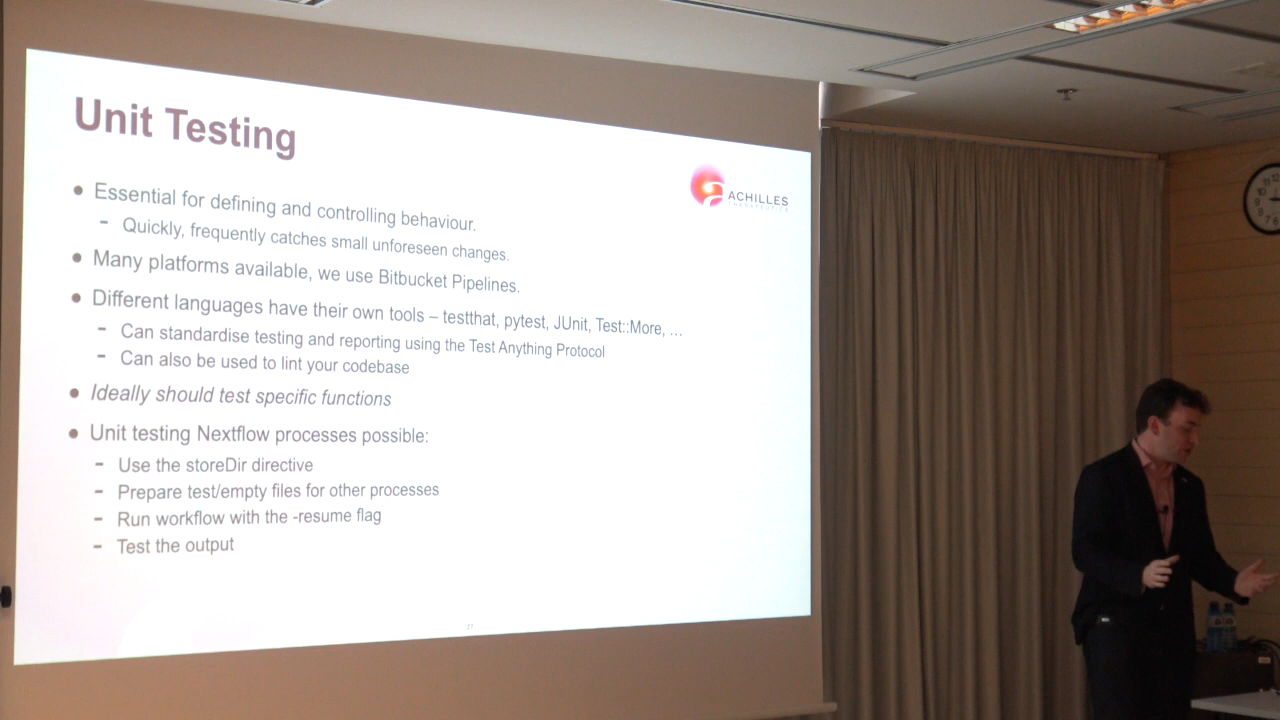 Unit Testing
ACHILLES
THERAPEUTICS
● Essential for defining and controlling behaviour.
- Quickly, frequently catches small unforeseen changes.
● Many platforms available, we use Bitbucket Pipelines.
● Different languages have their own tools – testthat, pytest, JUnit, Test::More, …
- Can standardise testing and reporting using the Test Anything Protocol
- Can also be used to lint your codebase
● Ideally should test specific functions
● Unit testing Nextflow processes possible:
- Use the storeDir directive
- Prepare test/empty files for other processes
- Run workflow with the -resume flag
- Test the output